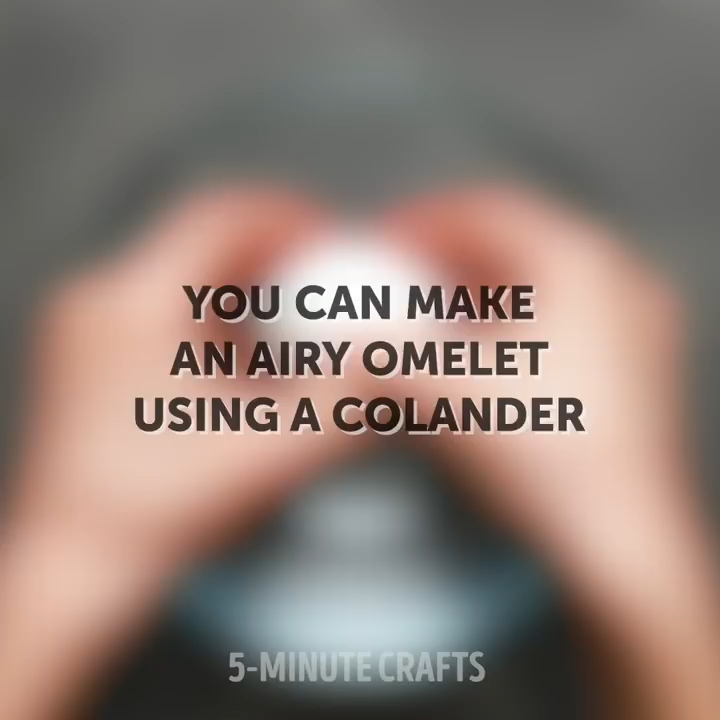 YOU CAN MAKE
AN AIRY OMELET
USING A COLANDER
5-MINUTE CRAFTS